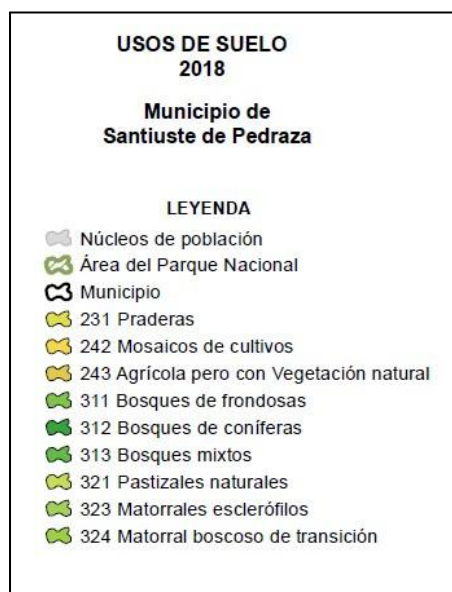 USOS DE SUELO
2018
Municipio de
Santiuste de Pedraza
LEYENDA
Núcleos de población
Área del Parque Nacional
Municipio
231 Praderas
242 Mosaicos de cultivos
243 Agrícola pero con Vegetación natural
311 Bosques de frondosas
312 Bosques de coníferas
313 Bosques mixtos
321 Pastizales naturales
323 Matorrales esclerófilos
324 Matorral boscoso de transición